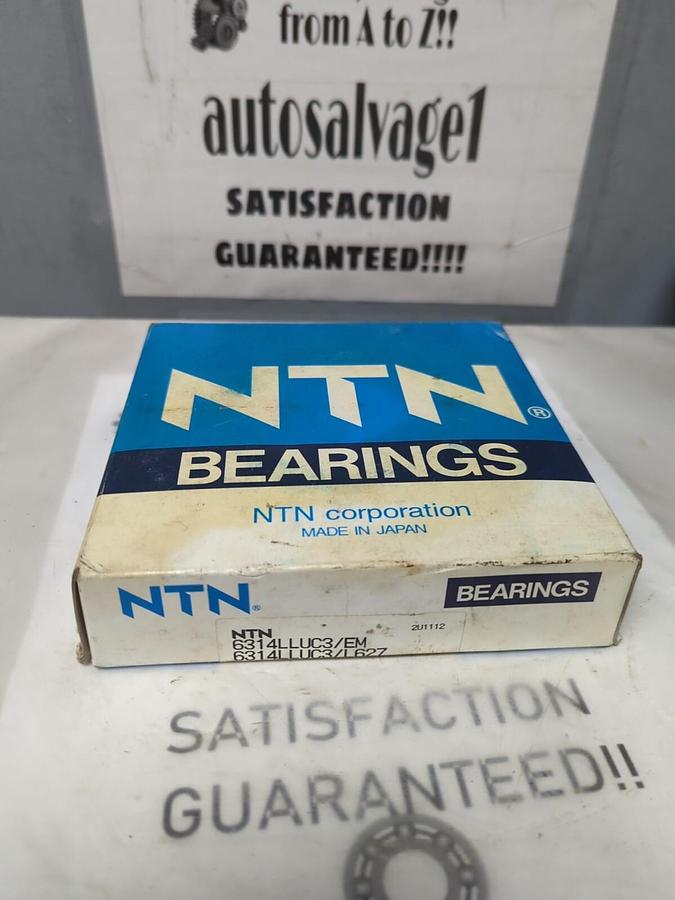 from A to Z!!
autosalvage1
SATISFACTION
GUARANTEED!!!!
NTN®
BEARINGS
NTN corporation
MADE IN JAPAN
NTN® BEARINGS
NTN 2U1112
6314LLUC3/EM
6314LLUC3/L627
SATISFACTION
GUARANTEED!!